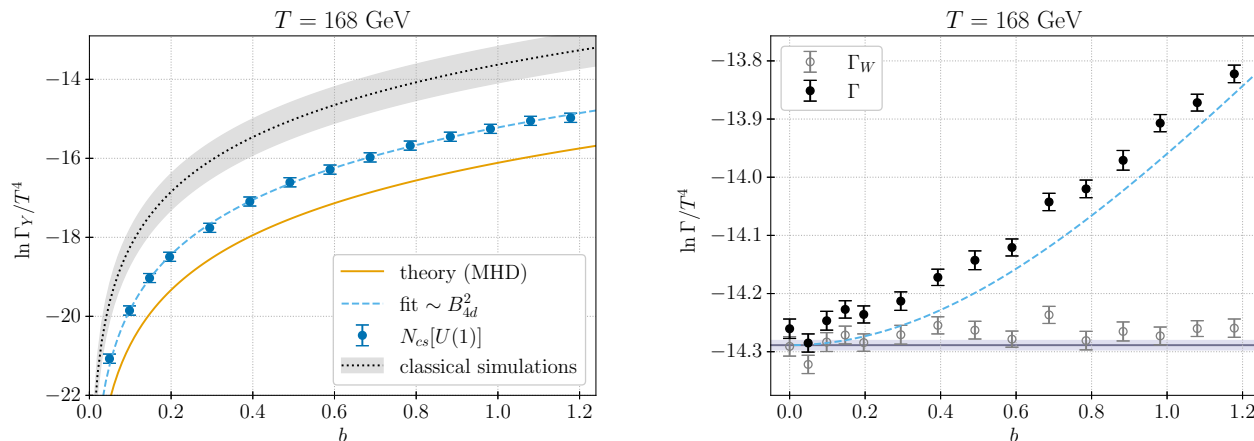 T = 168 GeV
ln Γ_Y/T^4
−14
−16
−18
−20
−22
0.0
0.2
0.4
0.6
0.8
1.0
1.2
b
theory (MHD)
fit ∼ B_{4d}^2
N_{cs}[U(1)]
classical simulations
T = 168 GeV
ln Γ/T^4
−13.8
−13.9
−14.0
−14.1
−14.2
−14.3
0.0
0.2
0.4
0.6
0.8
1.0
1.2
b
Γ_W
Γ